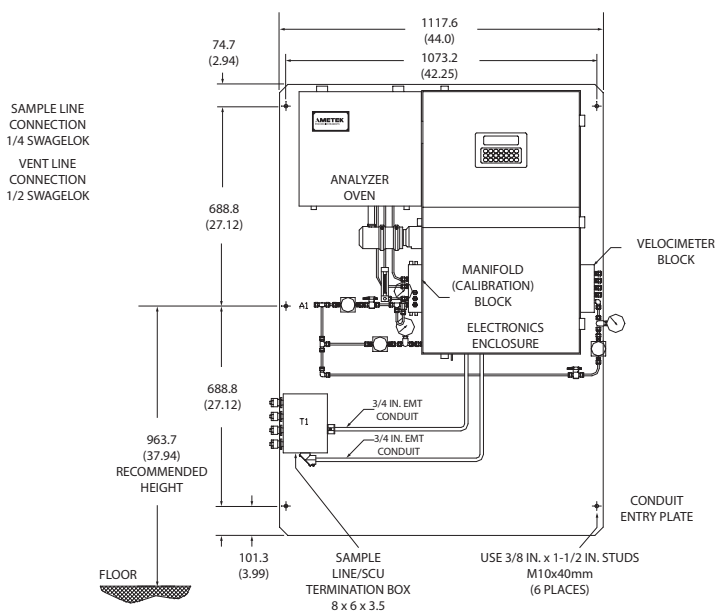 1117.6
(44.0)
74.7
(2.94)
1073.2
(42.25)
SAMPLE LINE
CONNECTION
1/4 SWAGELOK
VENT LINE
CONNECTION
1/2 SWAGELOK
AMETEK
ANALYZER
OVEN
688.8
(27.12)
VELOCIMETER
BLOCK
MANIFOLD
(CALIBRATION)
BLOCK
A1
ELECTRONICS
ENCLOSURE
688.8
(27.12)
3/4 IN. EMT
CONDUIT
T1
3/4 IN. EMT
CONDUIT
963.7
(37.94)
RECOMMENDED
HEIGHT
CONDUIT
ENTRY PLATE
101.3
(3.99)
FLOOR
SAMPLE
LINE/SCU
TERMINATION BOX
8 x 6 x 3.5
USE 3/8 IN. x 1-1/2 IN. STUDS
M10x40mm
(6 PLACES)